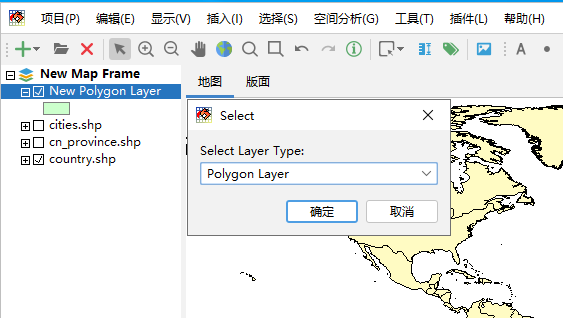 项目(P) 编辑(E) 显示(V) 插入(I) 选择(S) 空间分析(G) 工具(T) 插件(L) 帮助(H)
A
New Map Frame
New Polygon Layer
cities.shp
cn_province.shp
country.shp
地图 版面
Select
Select Layer Type:
Polygon Layer
确定 取消